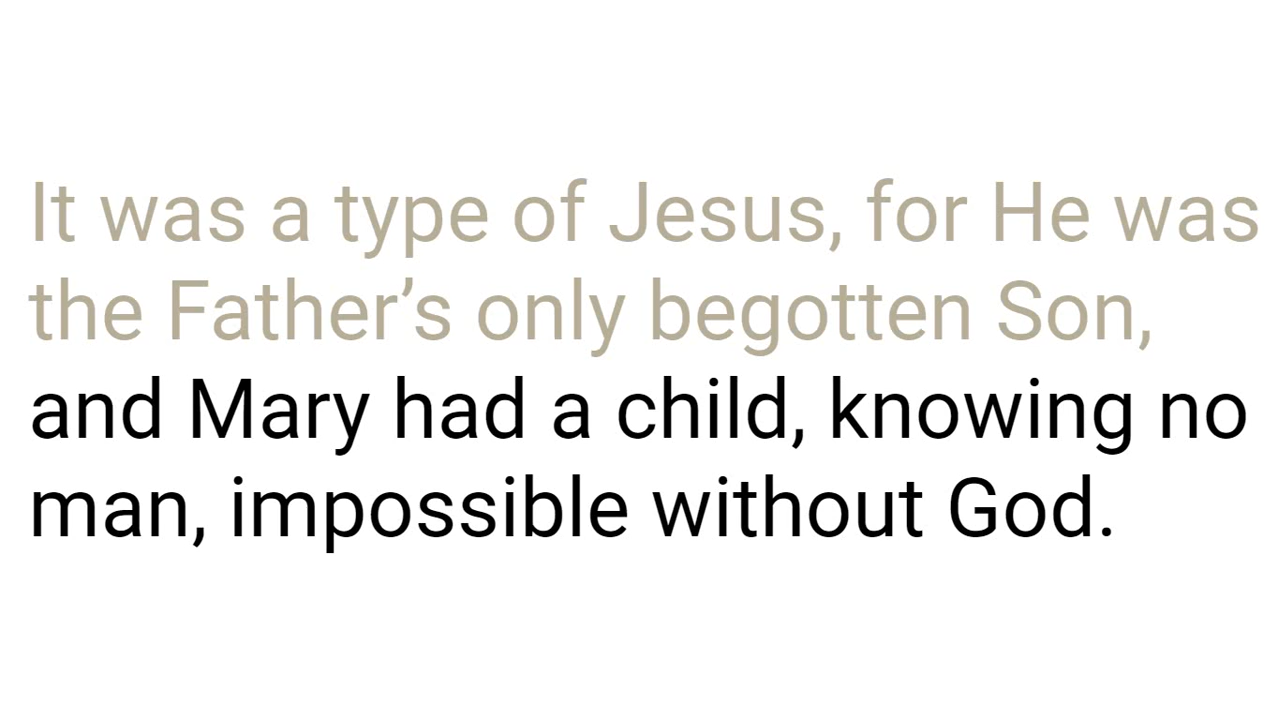 It was a type of Jesus, for He was
the Father’s only begotten Son,
and Mary had a child, knowing no
man, impossible without God.